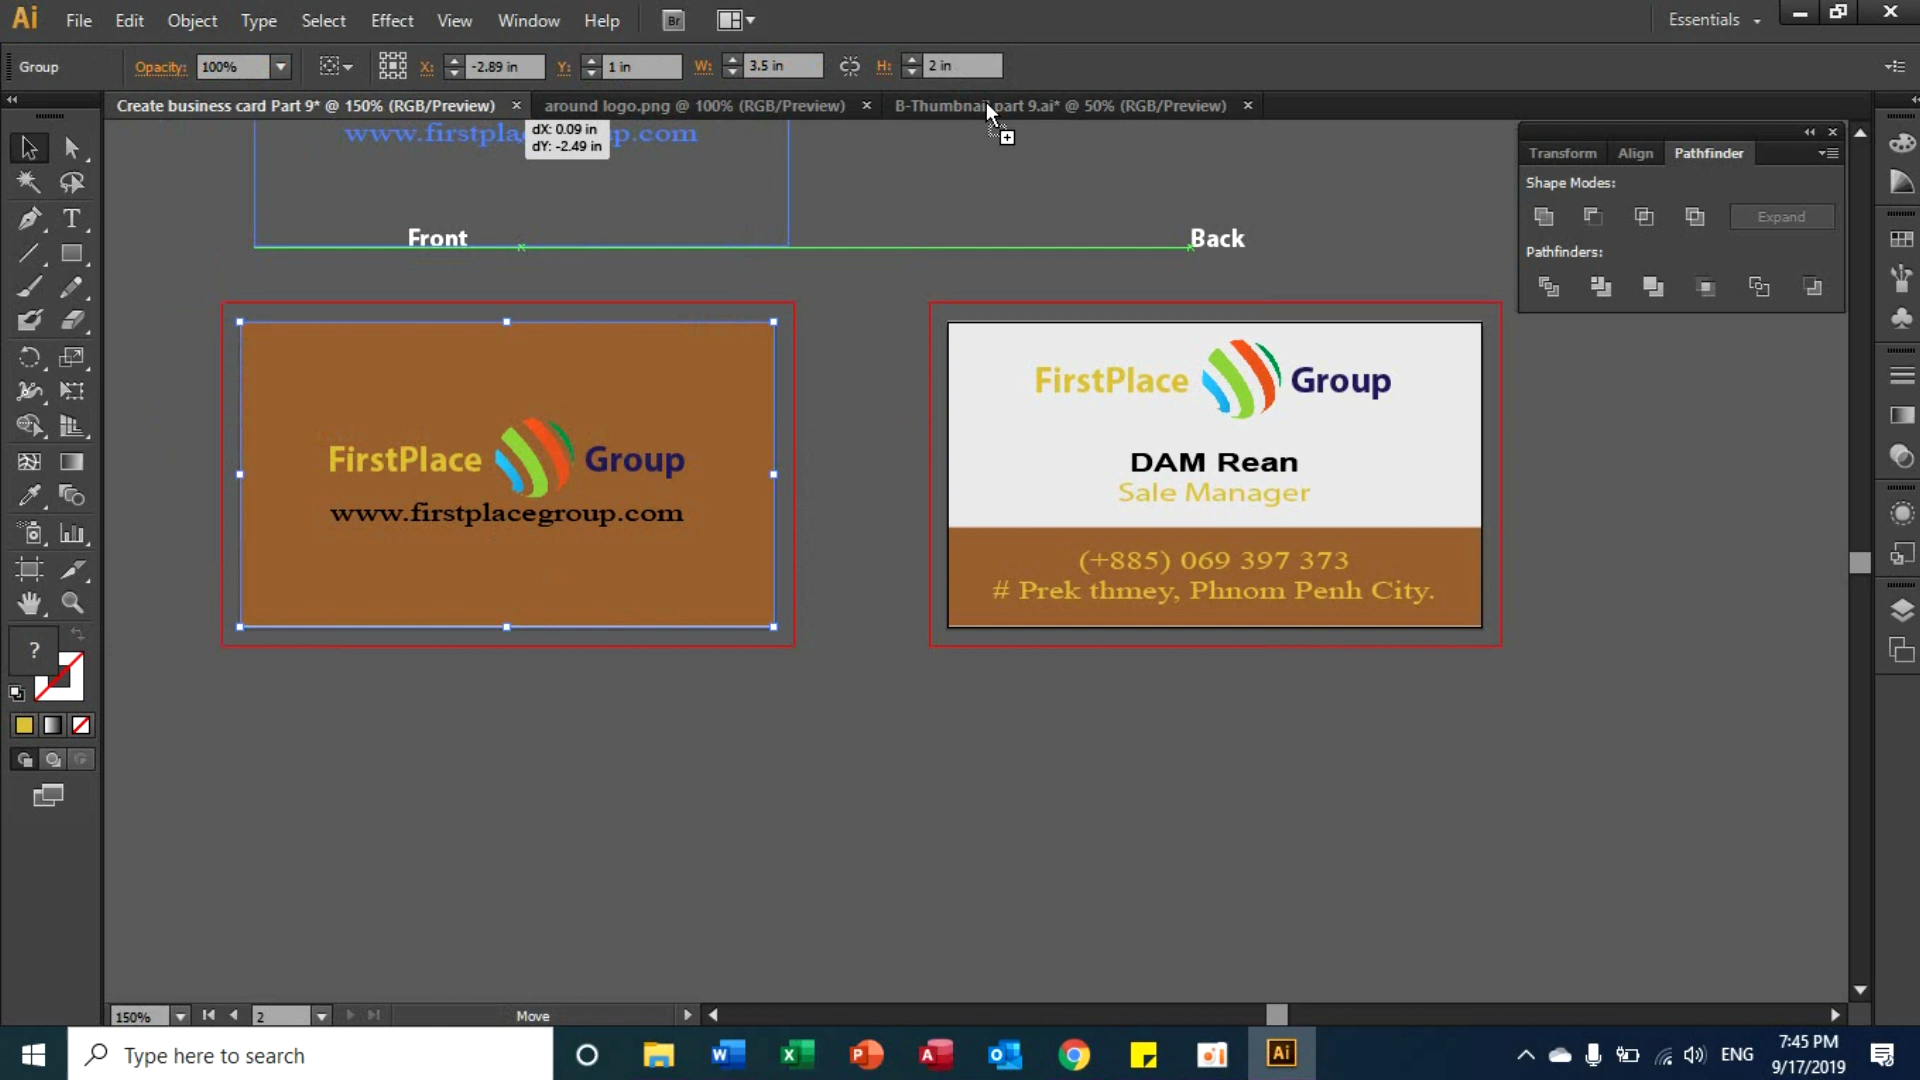 Ai File Edit Object Type Select Effect View Window Help Br Essentials
Group Opacity: 100% X: -2.89 in Y: 1 in W: 3.5 in H: 2 in
Create business card Part 9* @ 150% (RGB/Preview) around logo.png @ 100% (RGB/Preview) B-Thumbnail part 9.ai* @ 50% (RGB/Preview)
www.firstplacegroup.com
dX: 0.09 in
dY: -2.49 in
Transform Align Pathfinder
Shape Modes:
Expand
Pathfinders:
Front
Back
FirstPlace Group
www.firstplacegroup.com
FirstPlace Group
DAM Rean
Sale Manager
(+885) 069 397 373
# Prek thmey, Phnom Penh City.
?
150% 2 Move
Type here to search
ENG
7:45 PM
9/17/2019